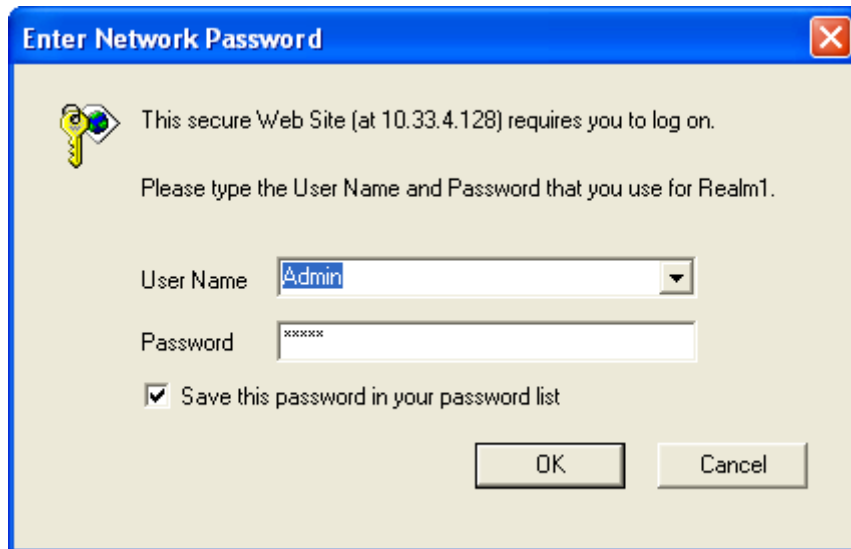 Enter Network Password
This secure Web Site (at 10.33.4.128) requires you to log on.
Please type the User Name and Password that you use for Realm1.
User Name Admin
Password *****
Save this password in your password list
OK Cancel